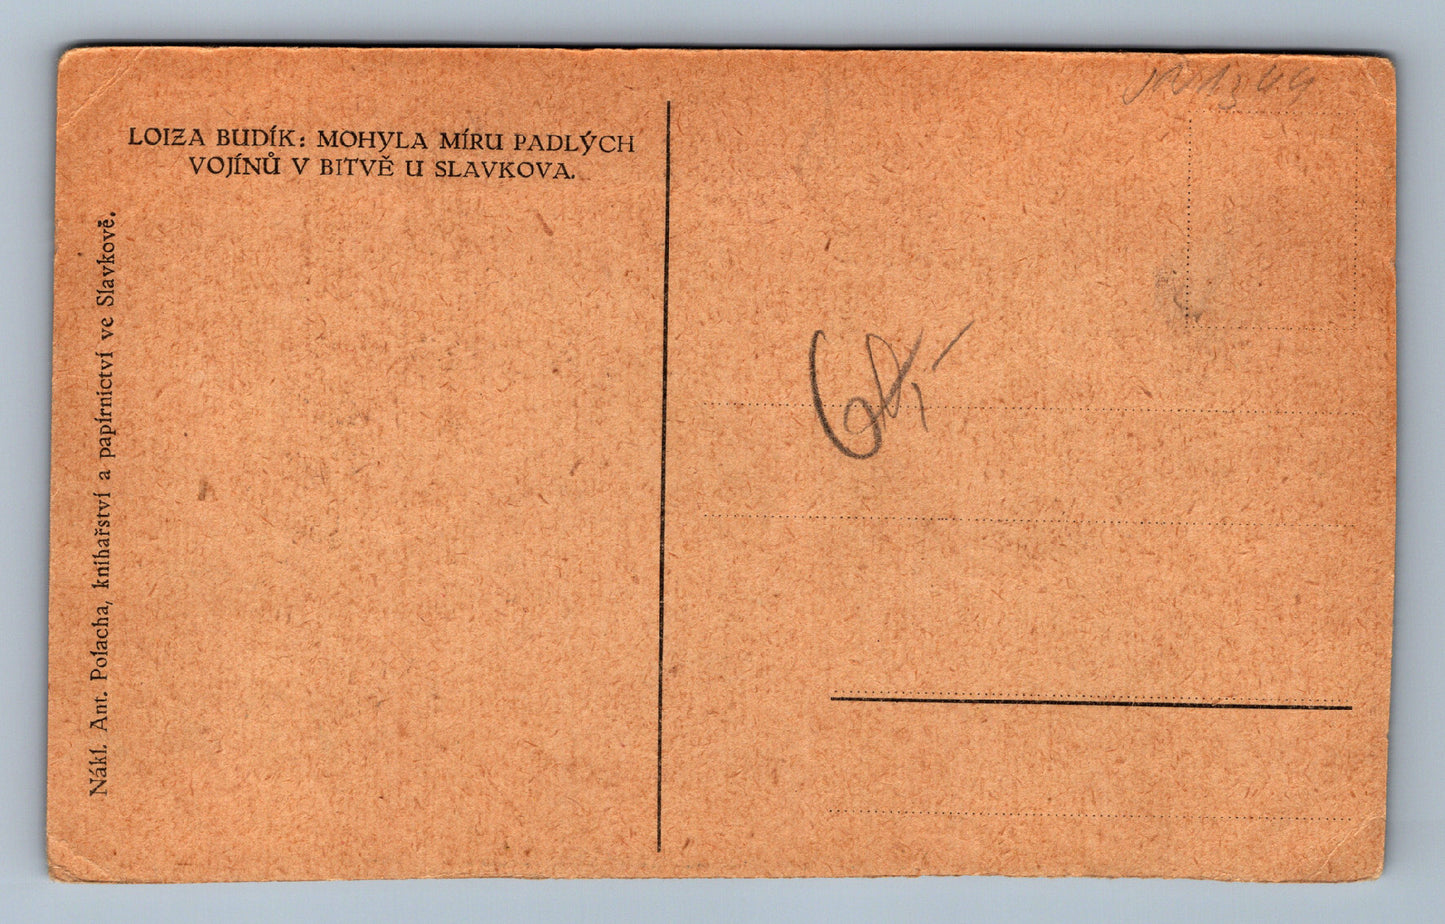 LOIZA BUDÍK: MOHYLA MÍRU PADLÝCH
VOJÍNŮ V BITVĚ U SLAVKOVA.
Nákl. Ant. Polacha, knihařství a papírnictví ve Slavkově.